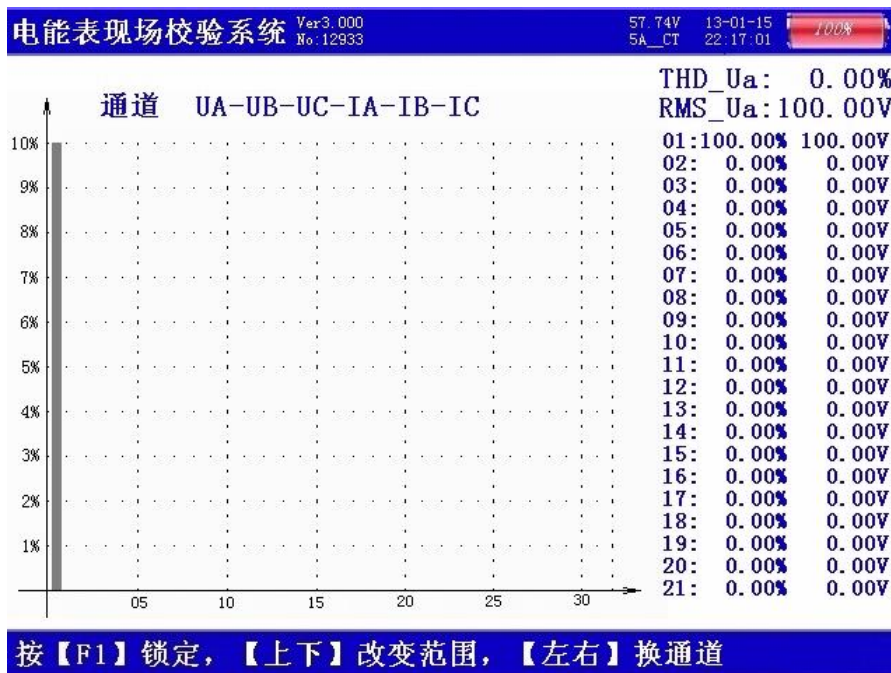 电能表现场校验系统 Ver3.000 57.74V 13-01-15 100%
No:12933 5A__CT 22:17:01
THD_Ua: 0.00%
通道 UA-UB-UC-IA-IB-IC
RMS_Ua:100.00V
10%
9%
8%
7%
6%
5%
4%
3%
2%
1%
05 10 15 20 25 30
01:100.00% 100.00V
02: 0.00% 0.00V
03: 0.00% 0.00V
04: 0.00% 0.00V
05: 0.00% 0.00V
06: 0.00% 0.00V
07: 0.00% 0.00V
08: 0.00% 0.00V
09: 0.00% 0.00V
10: 0.00% 0.00V
11: 0.00% 0.00V
12: 0.00% 0.00V
13: 0.00% 0.00V
14: 0.00% 0.00V
15: 0.00% 0.00V
16: 0.00% 0.00V
17: 0.00% 0.00V
18: 0.00% 0.00V
19: 0.00% 0.00V
20: 0.00% 0.00V
21: 0.00% 0.00V
按【F1】锁定，【上下】改变范围，【左右】换通道